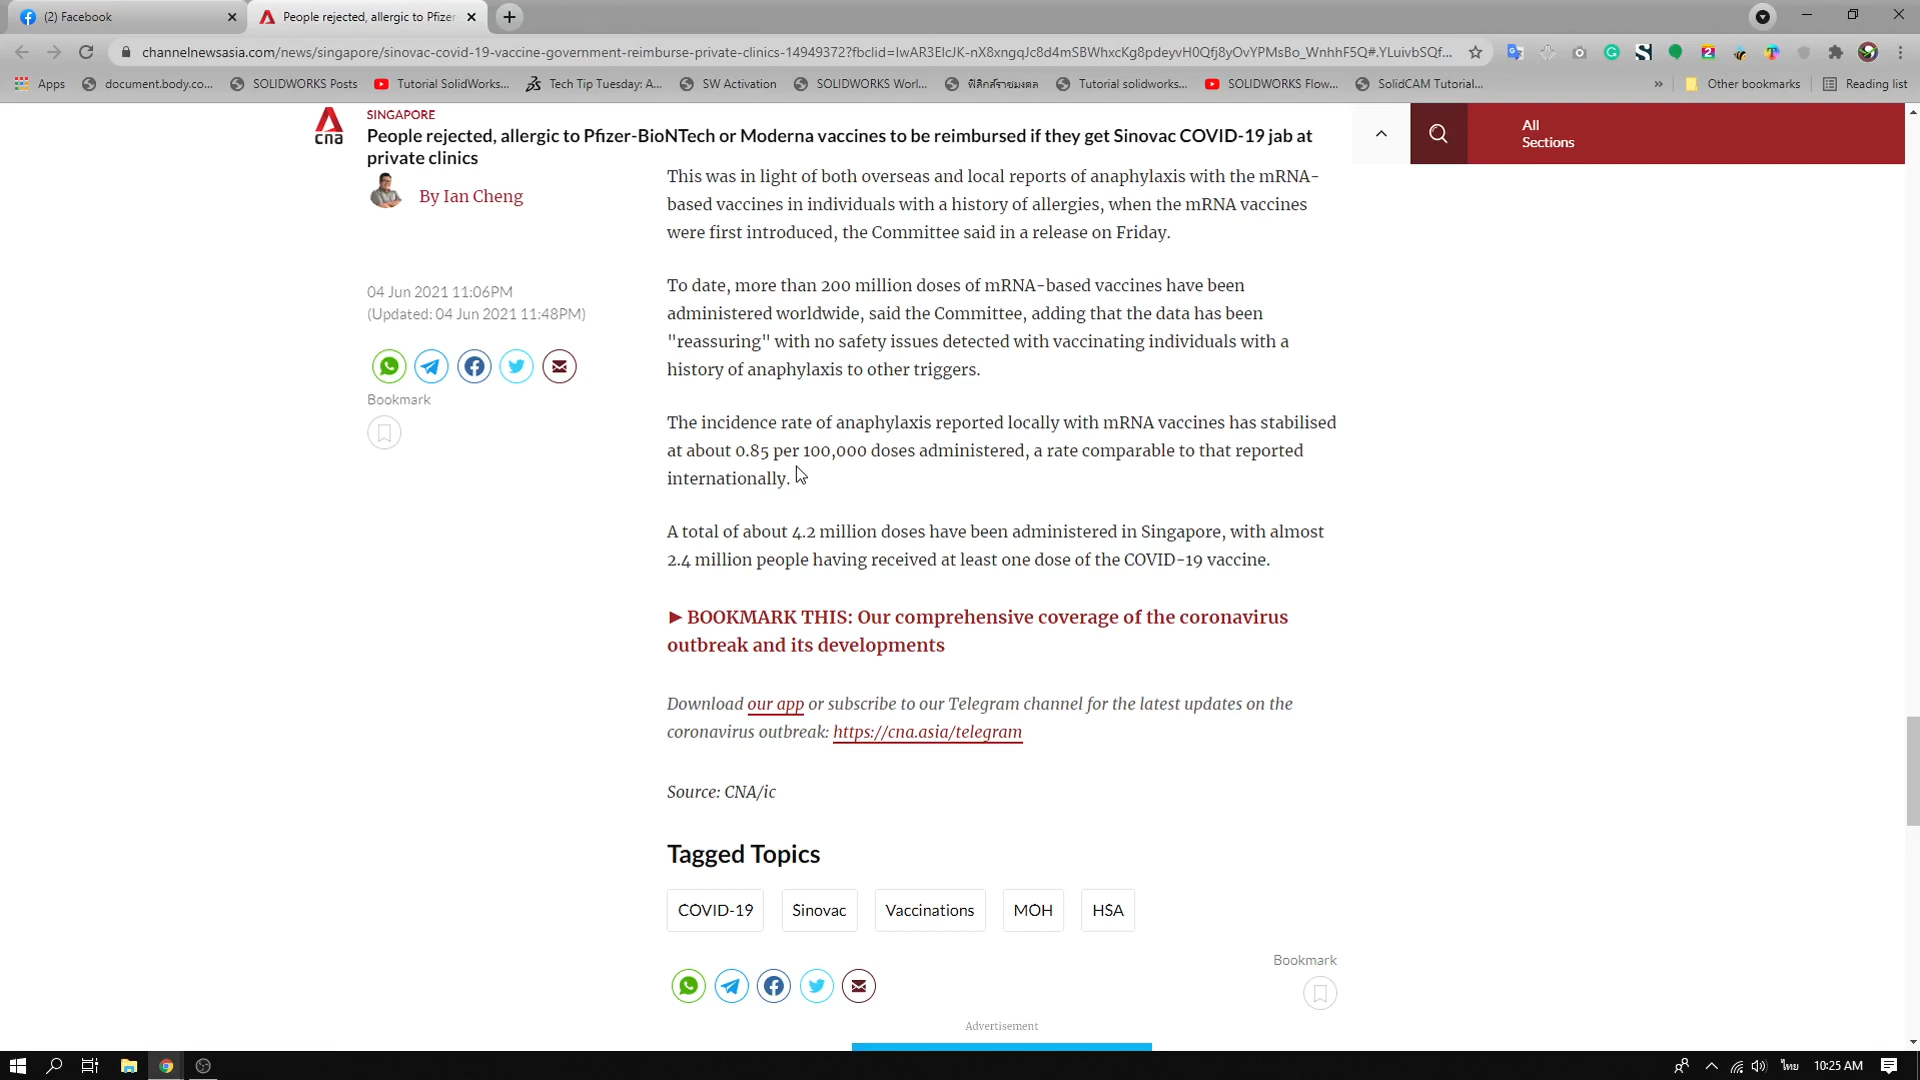 (2) Facebook
People rejected, allergic to Pfizer
channelnewsasia.com/news/singapore/sinovac-covid-19-vaccine-government-reimburse-private-clinics-14949372?fbclid=IwAR3ElcJK-nX8xngqJc8d4mSBWhxcKg8pdeyvH0Qfj8yOvYPMsBo_WnnhF5Q#.YLuivbSQf...
Apps
document.body.co...
SOLIDWORKS Posts
Tutorial SolidWorks...
Tech Tip Tuesday: A...
SW Activation
SOLIDWORKS Worl...
ฟิสิกส์ราชมงคล
Tutorial solidworks...
SOLIDWORKS Flow...
SolidCAM Tutorial...
Other bookmarks
Reading list
cna
SINGAPORE
People rejected, allergic to Pfizer-BioNTech or Moderna vaccines to be reimbursed if they get Sinovac COVID-19 jab at
private clinics
All
Sections
By Ian Cheng
04 Jun 2021 11:06PM
(Updated: 04 Jun 2021 11:48PM)
Bookmark
This was in light of both overseas and local reports of anaphylaxis with the mRNA-
based vaccines in individuals with a history of allergies, when the mRNA vaccines
were first introduced, the Committee said in a release on Friday.
To date, more than 200 million doses of mRNA-based vaccines have been
administered worldwide, said the Committee, adding that the data has been
"reassuring" with no safety issues detected with vaccinating individuals with a
history of anaphylaxis to other triggers.
The incidence rate of anaphylaxis reported locally with mRNA vaccines has stabilised
at about 0.85 per 100,000 doses administered, a rate comparable to that reported
internationally.
A total of about 4.2 million doses have been administered in Singapore, with almost
2.4 million people having received at least one dose of the COVID-19 vaccine.
► BOOKMARK THIS: Our comprehensive coverage of the coronavirus
outbreak and its developments
Download our app or subscribe to our Telegram channel for the latest updates on the
coronavirus outbreak: https://cna.asia/telegram
Source: CNA/ic
Tagged Topics
COVID-19
Sinovac
Vaccinations
MOH
HSA
Bookmark
Advertisement
ไทย
10:25 AM